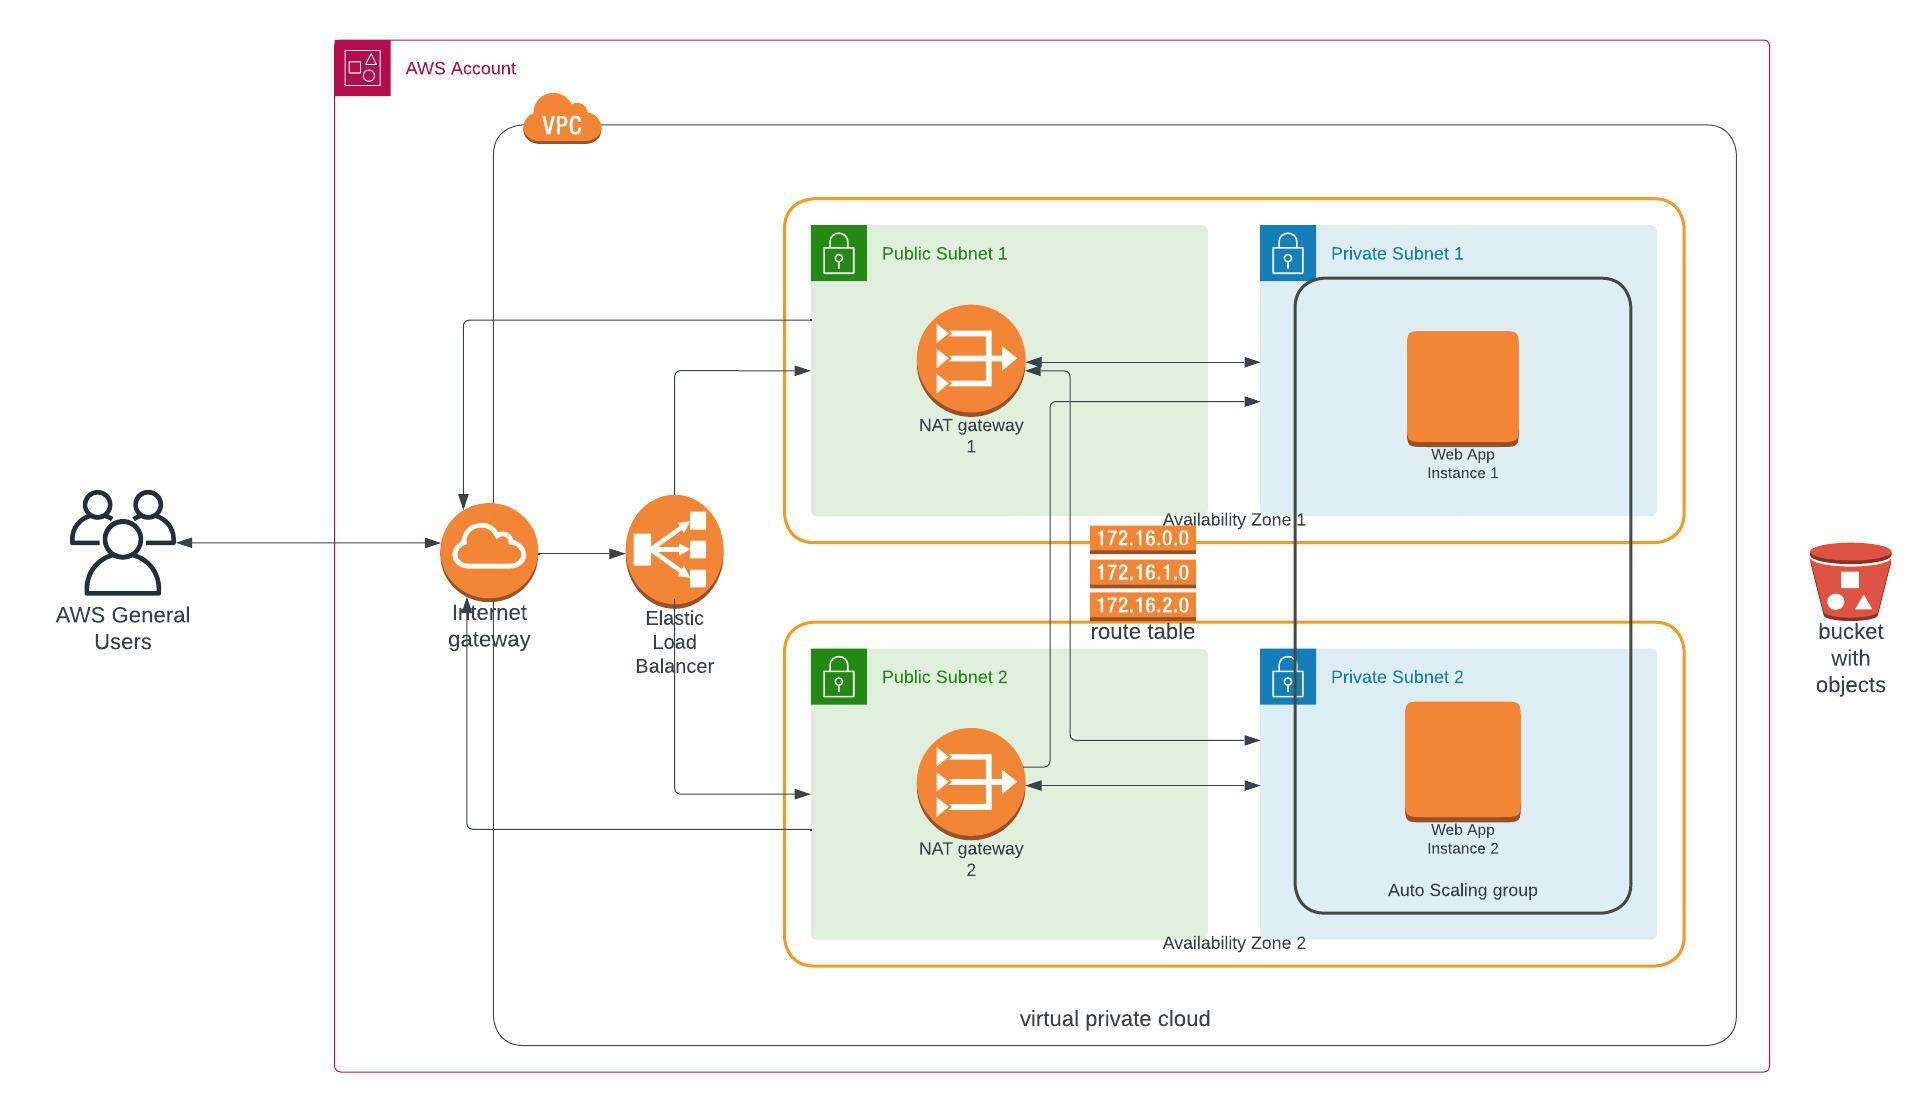 AWS Account
VPC
Public Subnet 1
Private Subnet 1
NAT gateway
1
Web App
Instance 1
Availability Zone 1
172.16.0.0
172.16.1.0
172.16.2.0
route table
AWS General
Users
Internet
gateway
Elastic
Load
Balancer
bucket
with
objects
Public Subnet 2
Private Subnet 2
NAT gateway
2
Web App
Instance 2
Auto Scaling group
Availability Zone 2
virtual private cloud